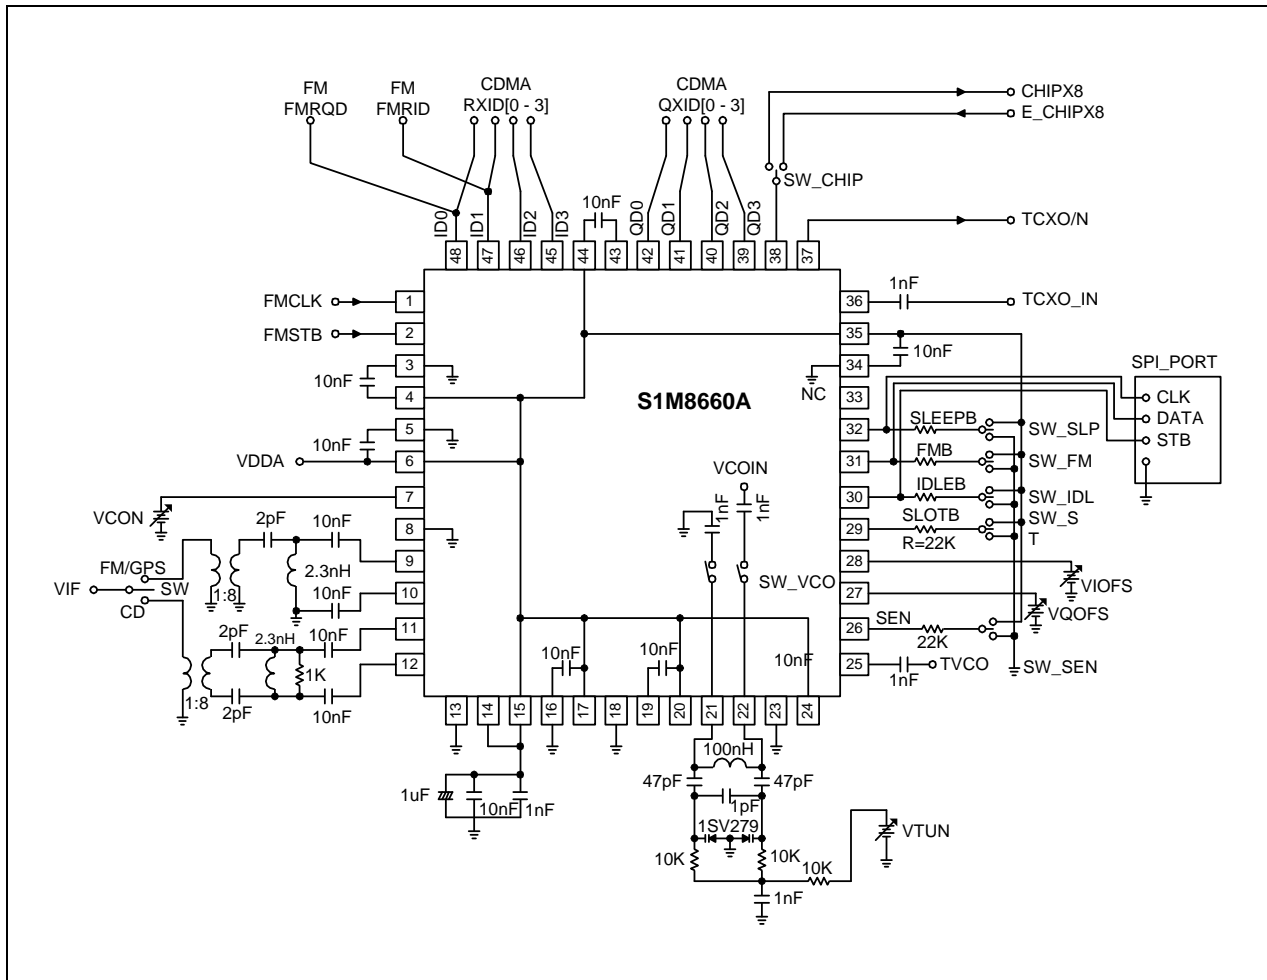 FM
FMRQD
FM
FMRID
CDMA
RXID[0 - 3]
CDMA
QXID[0 - 3]
CHIPX8
E_CHIPX8
SW_CHIP
TCXO/N
ID0
ID1
ID2
ID3
10nF
QD0
QD1
QD2
QD3
48
47
46
45
44
43
42
41
40
39
38
37
FMCLK
1
FMSTB
2
3
10nF
4
5
10nF
VDDA
6
7
VCON
8
2pF
10nF
9
FM/GPS
2.3nH
VIF
SW
1:8
10nF
10
CD
2pF
2.3nH
10nF
11
1K
12
1:8
2pF
10nF
S1M8660A
36
1nF
TCXO_IN
35
10nF
34
NC
33
SPI_PORT
CLK
DATA
STB
32
SLEEPB
SW_SLP
31
FMB
SW_FM
30
IDLEB
SW_IDL
29
SLOTB
R=22K
SW_S
T
28
VIOFS
27
VQOFS
26
SEN
22K
SW_SEN
25
1nF
TVCO
VCOIN
1nF
1nF
SW_VCO
10nF
10nF
10nF
13
14
15
16
17
18
19
20
21
22
23
24
1uF
10nF
1nF
100nH
47pF
47pF
1pF
1SV279
10K
10K
10K
1nF
VTUN